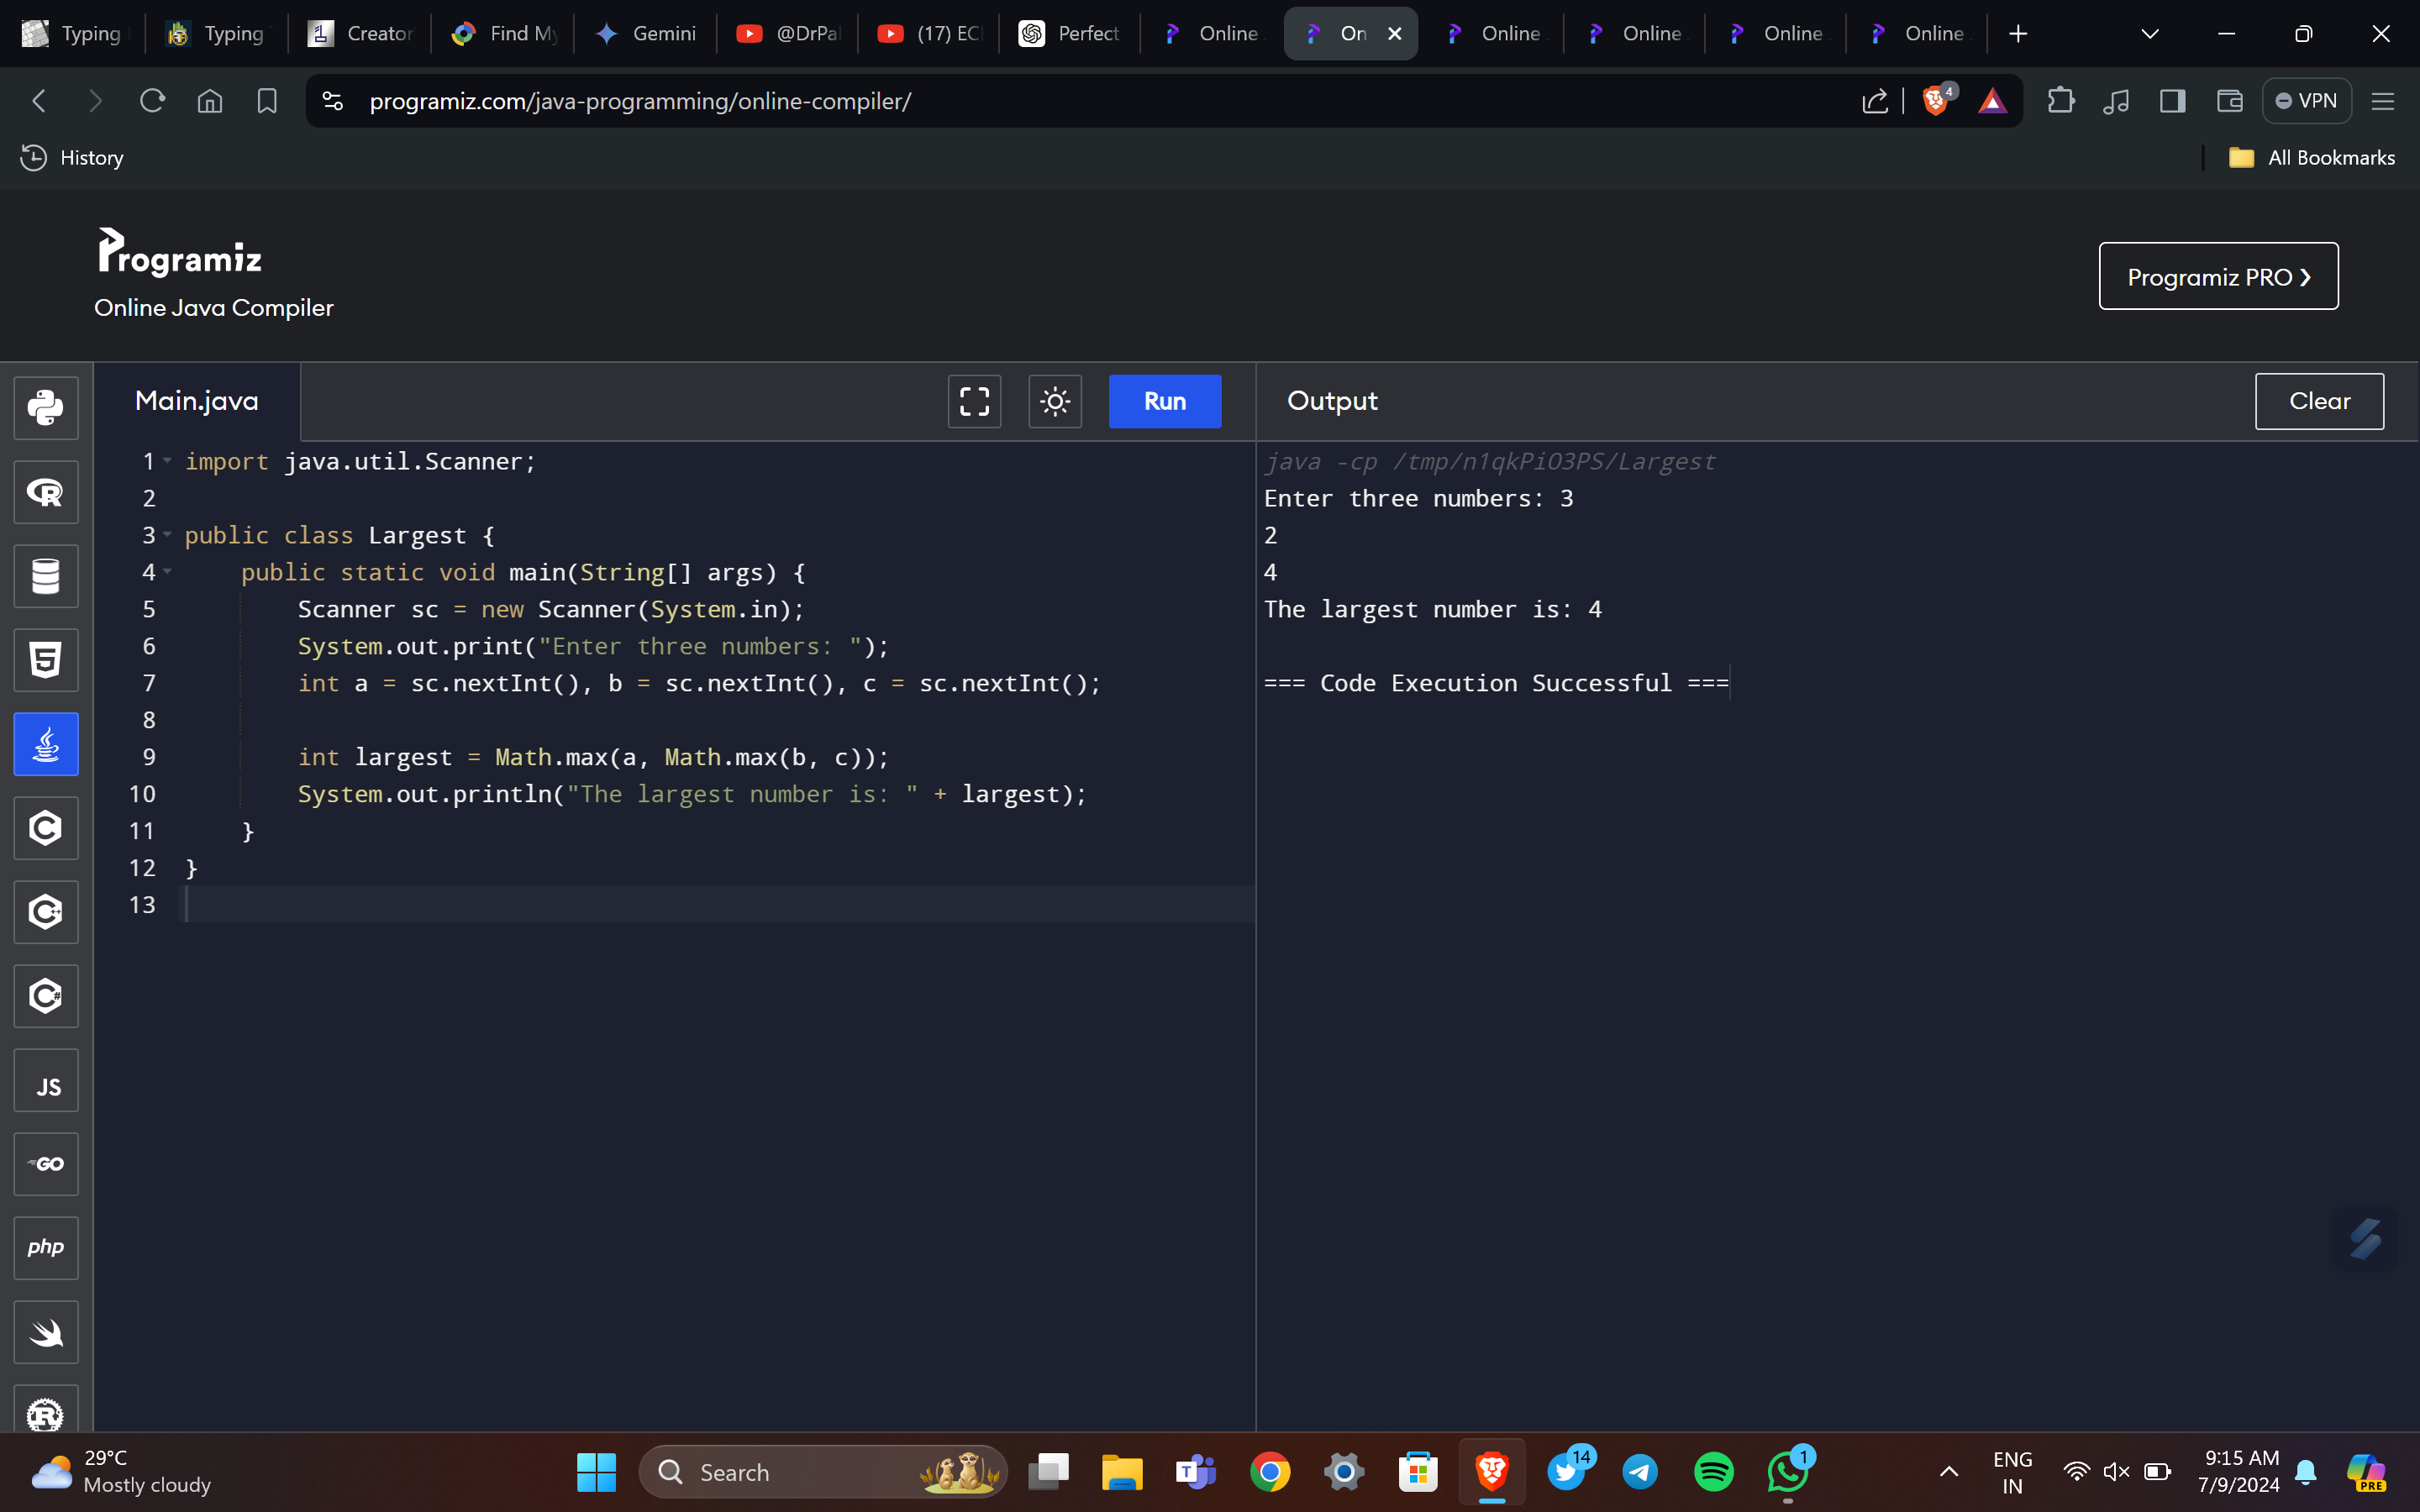 Typing
Typing
Creator
Find My
Gemini
@DrPal
(17) EC
Perfect
Online
On
Online
Online
Online
Online
programiz.com/java-programming/online-compiler/
4
VPN
History
All Bookmarks
Programiz
Online Java Compiler
Programiz PRO ❯
Main.java
Run
Output
Clear
1 import java.util.Scanner;
2
3 public class Largest {
4     public static void main(String[] args) {
5         Scanner sc = new Scanner(System.in);
6         System.out.print("Enter three numbers: ");
7         int a = sc.nextInt(), b = sc.nextInt(), c = sc.nextInt();
8
9         int largest = Math.max(a, Math.max(b, c));
10         System.out.println("The largest number is: " + largest);
11     }
12 }
13
java -cp /tmp/n1qkPiO3PS/Largest
Enter three numbers: 3
2
4
The largest number is: 4
=== Code Execution Successful ===
R
5
C
C++
C#
JS
GO
php
R
29°C
Mostly cloudy
Search
T
14
1
ENG
IN
9:15 AM
7/9/2024
PRE